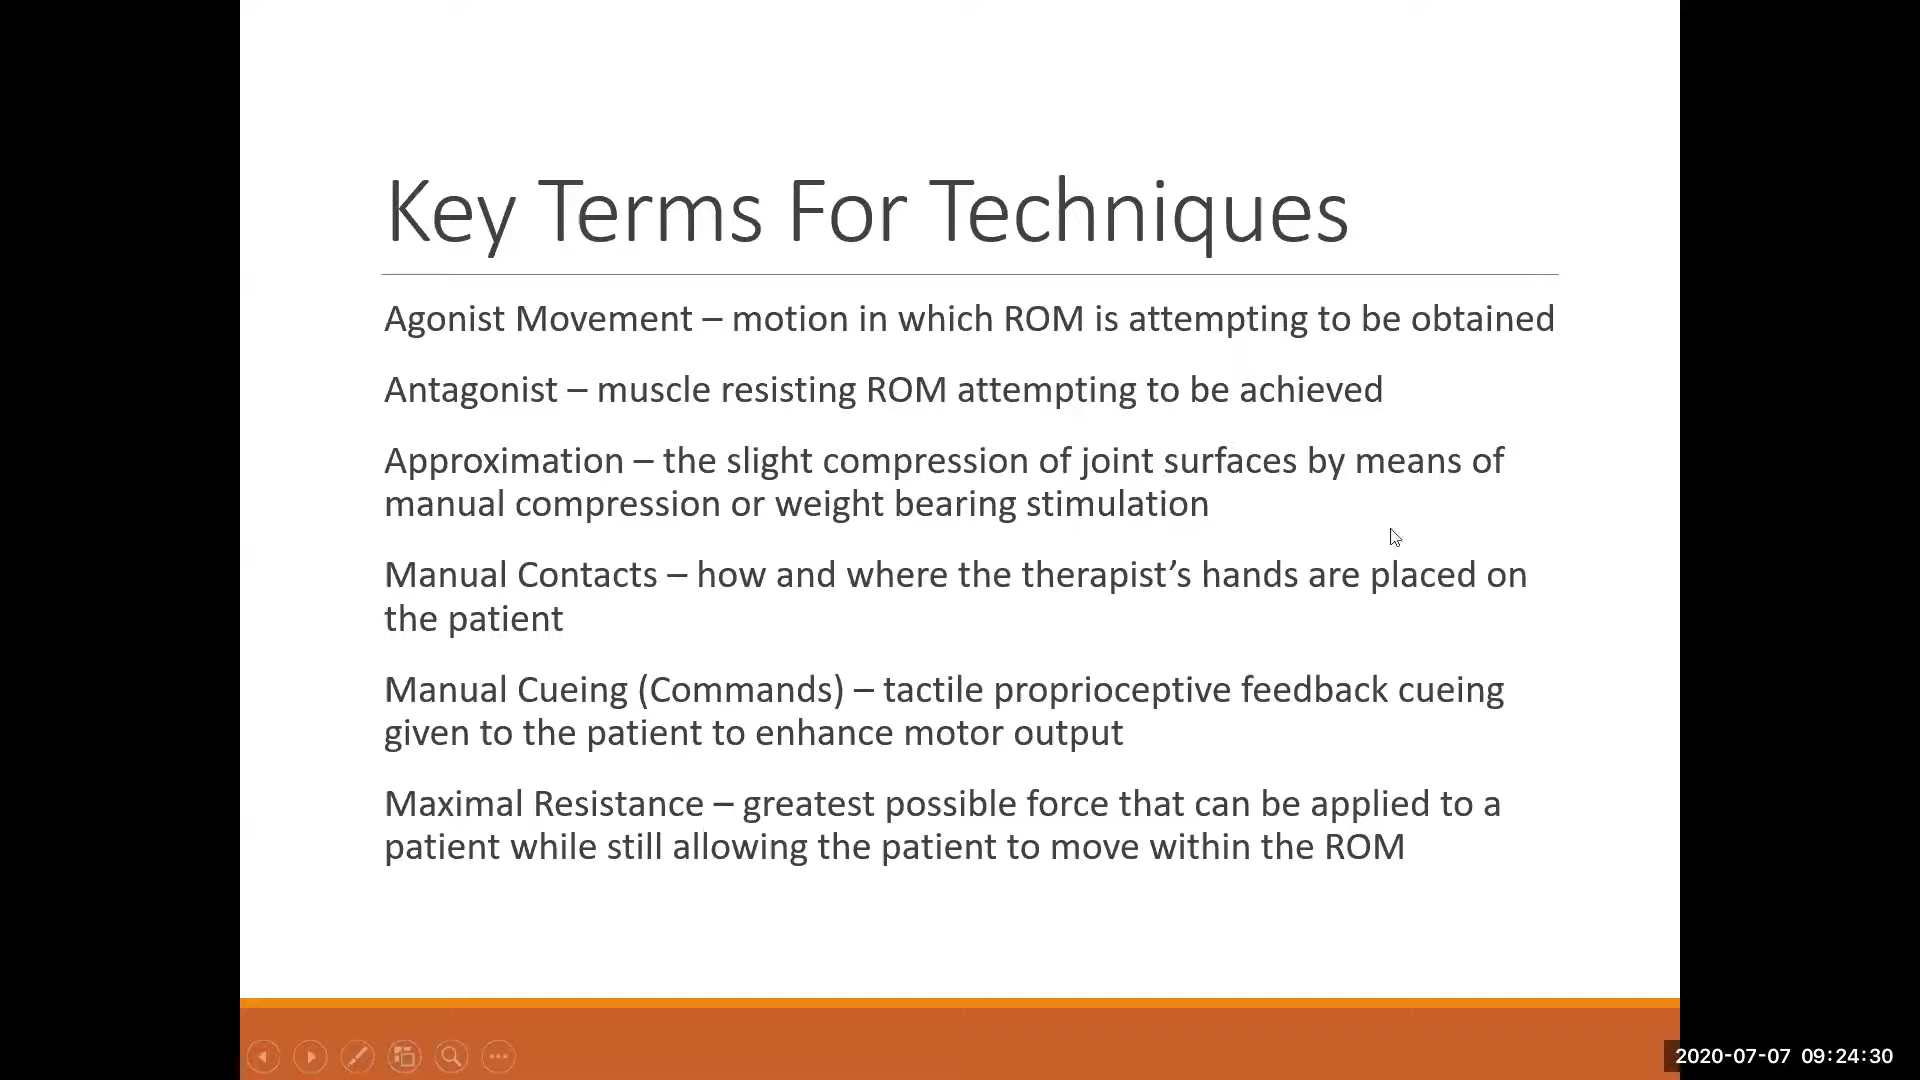 Key Terms For Techniques
Agonist Movement – motion in which ROM is attempting to be obtained
Antagonist – muscle resisting ROM attempting to be achieved
Approximation – the slight compression of joint surfaces by means of
manual compression or weight bearing stimulation
Manual Contacts – how and where the therapist’s hands are placed on
the patient
Manual Cueing (Commands) – tactile proprioceptive feedback cueing
given to the patient to enhance motor output
Maximal Resistance – greatest possible force that can be applied to a
patient while still allowing the patient to move within the ROM
2020-07-07 09:24:30